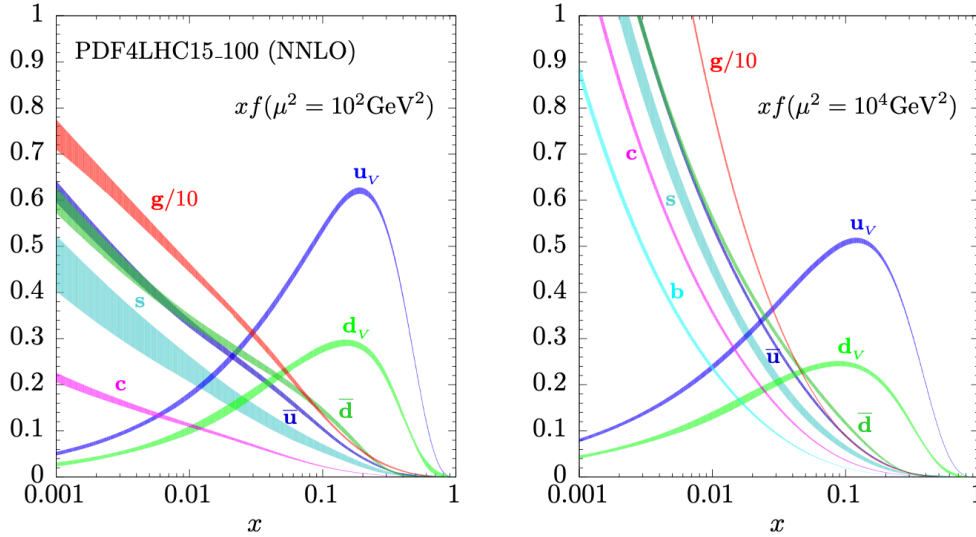 PDF4LHC15_100 (NNLO)
xf(μ² = 10²GeV²)
1
0.9
0.8
0.7
0.6
0.5
0.4
0.3
0.2
0.1
0
g/10
u_V
s
d_V
c
u̅
d̅
0.001
0.01
0.1
1
x
xf(μ² = 10⁴GeV²)
1
0.9
0.8
0.7
0.6
0.5
0.4
0.3
0.2
0.1
0
g/10
c
s
u_V
b
u̅
d_V
d̅
0.001
0.01
0.1
1
x